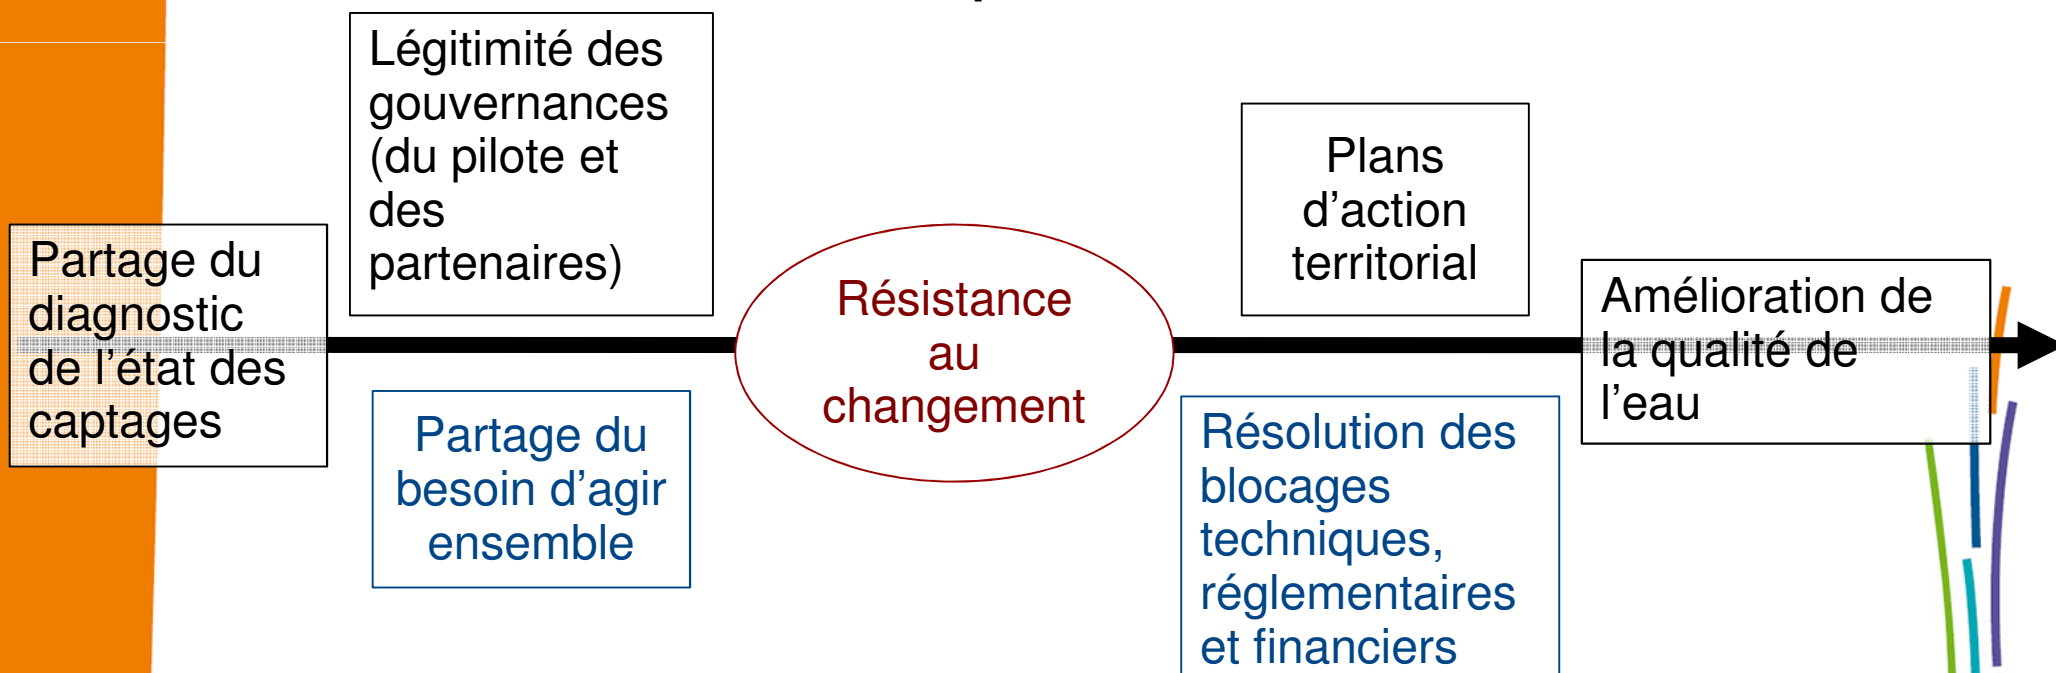 Légitimité des
gouvernances
(du pilote et
des
partenaires)
Partage du
diagnostic
de l'état des
captages
Partage du
besoin d'agir
ensemble
Résistance
au
changement
Plans
d'action
territorial
Résolution des
blocages
techniques,
réglementaires
et financiers
Amélioration de
la qualité de
l'eau